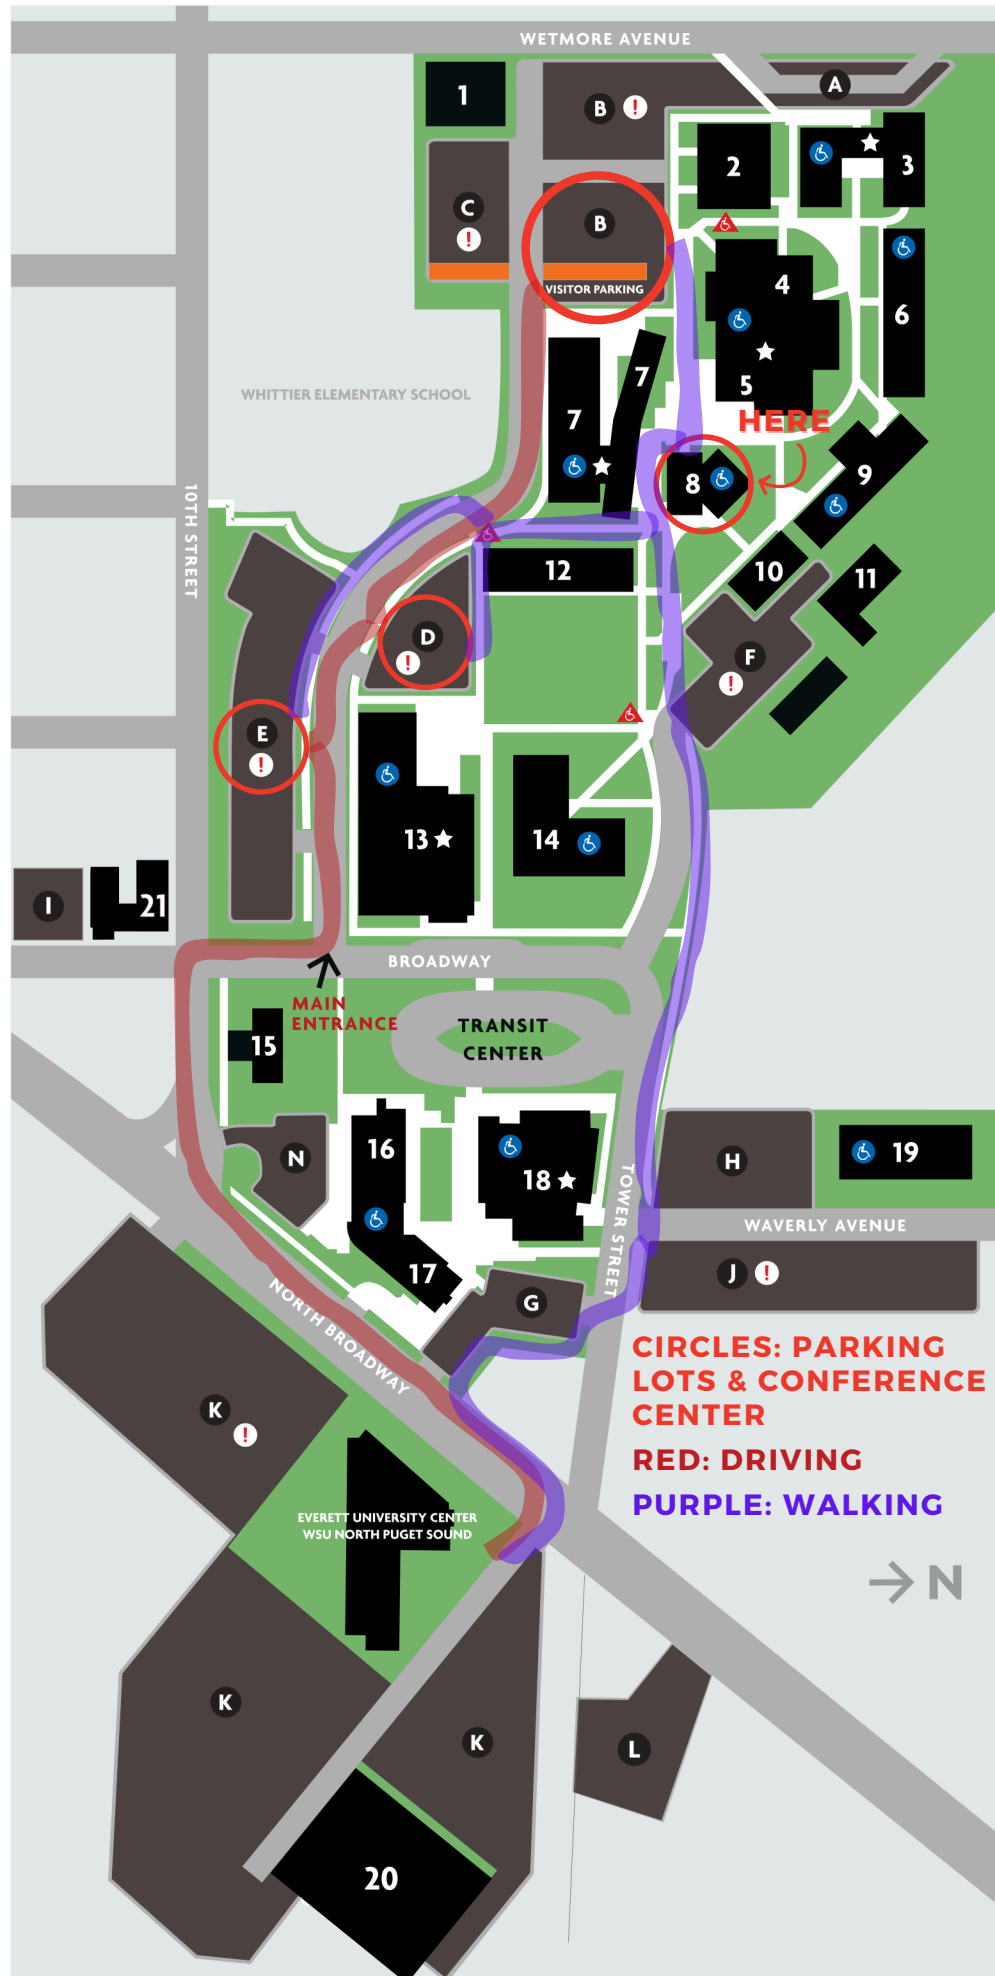 WETMORE AVENUE
A
1
B !
2
3
C
!
B
VISITOR PARKING
4
6
7
5
WHITTIER ELEMENTARY SCHOOL
7
HERE
8
9
10TH STREET
12
10
11
D
!
F
!
E
!
13
14
I
21
BROADWAY
MAIN
ENTRANCE
TRANSIT
CENTER
15
N
16
18
H
19
TOWER STREET
WAVERLY AVENUE
17
J !
G
NORTH BROADWAY
CIRCLES: PARKING
LOTS & CONFERENCE
CENTER
RED: DRIVING
PURPLE: WALKING
K
!
EVERETT UNIVERSITY CENTER
WSU NORTH PUGET SOUND
N
K
K
L
20